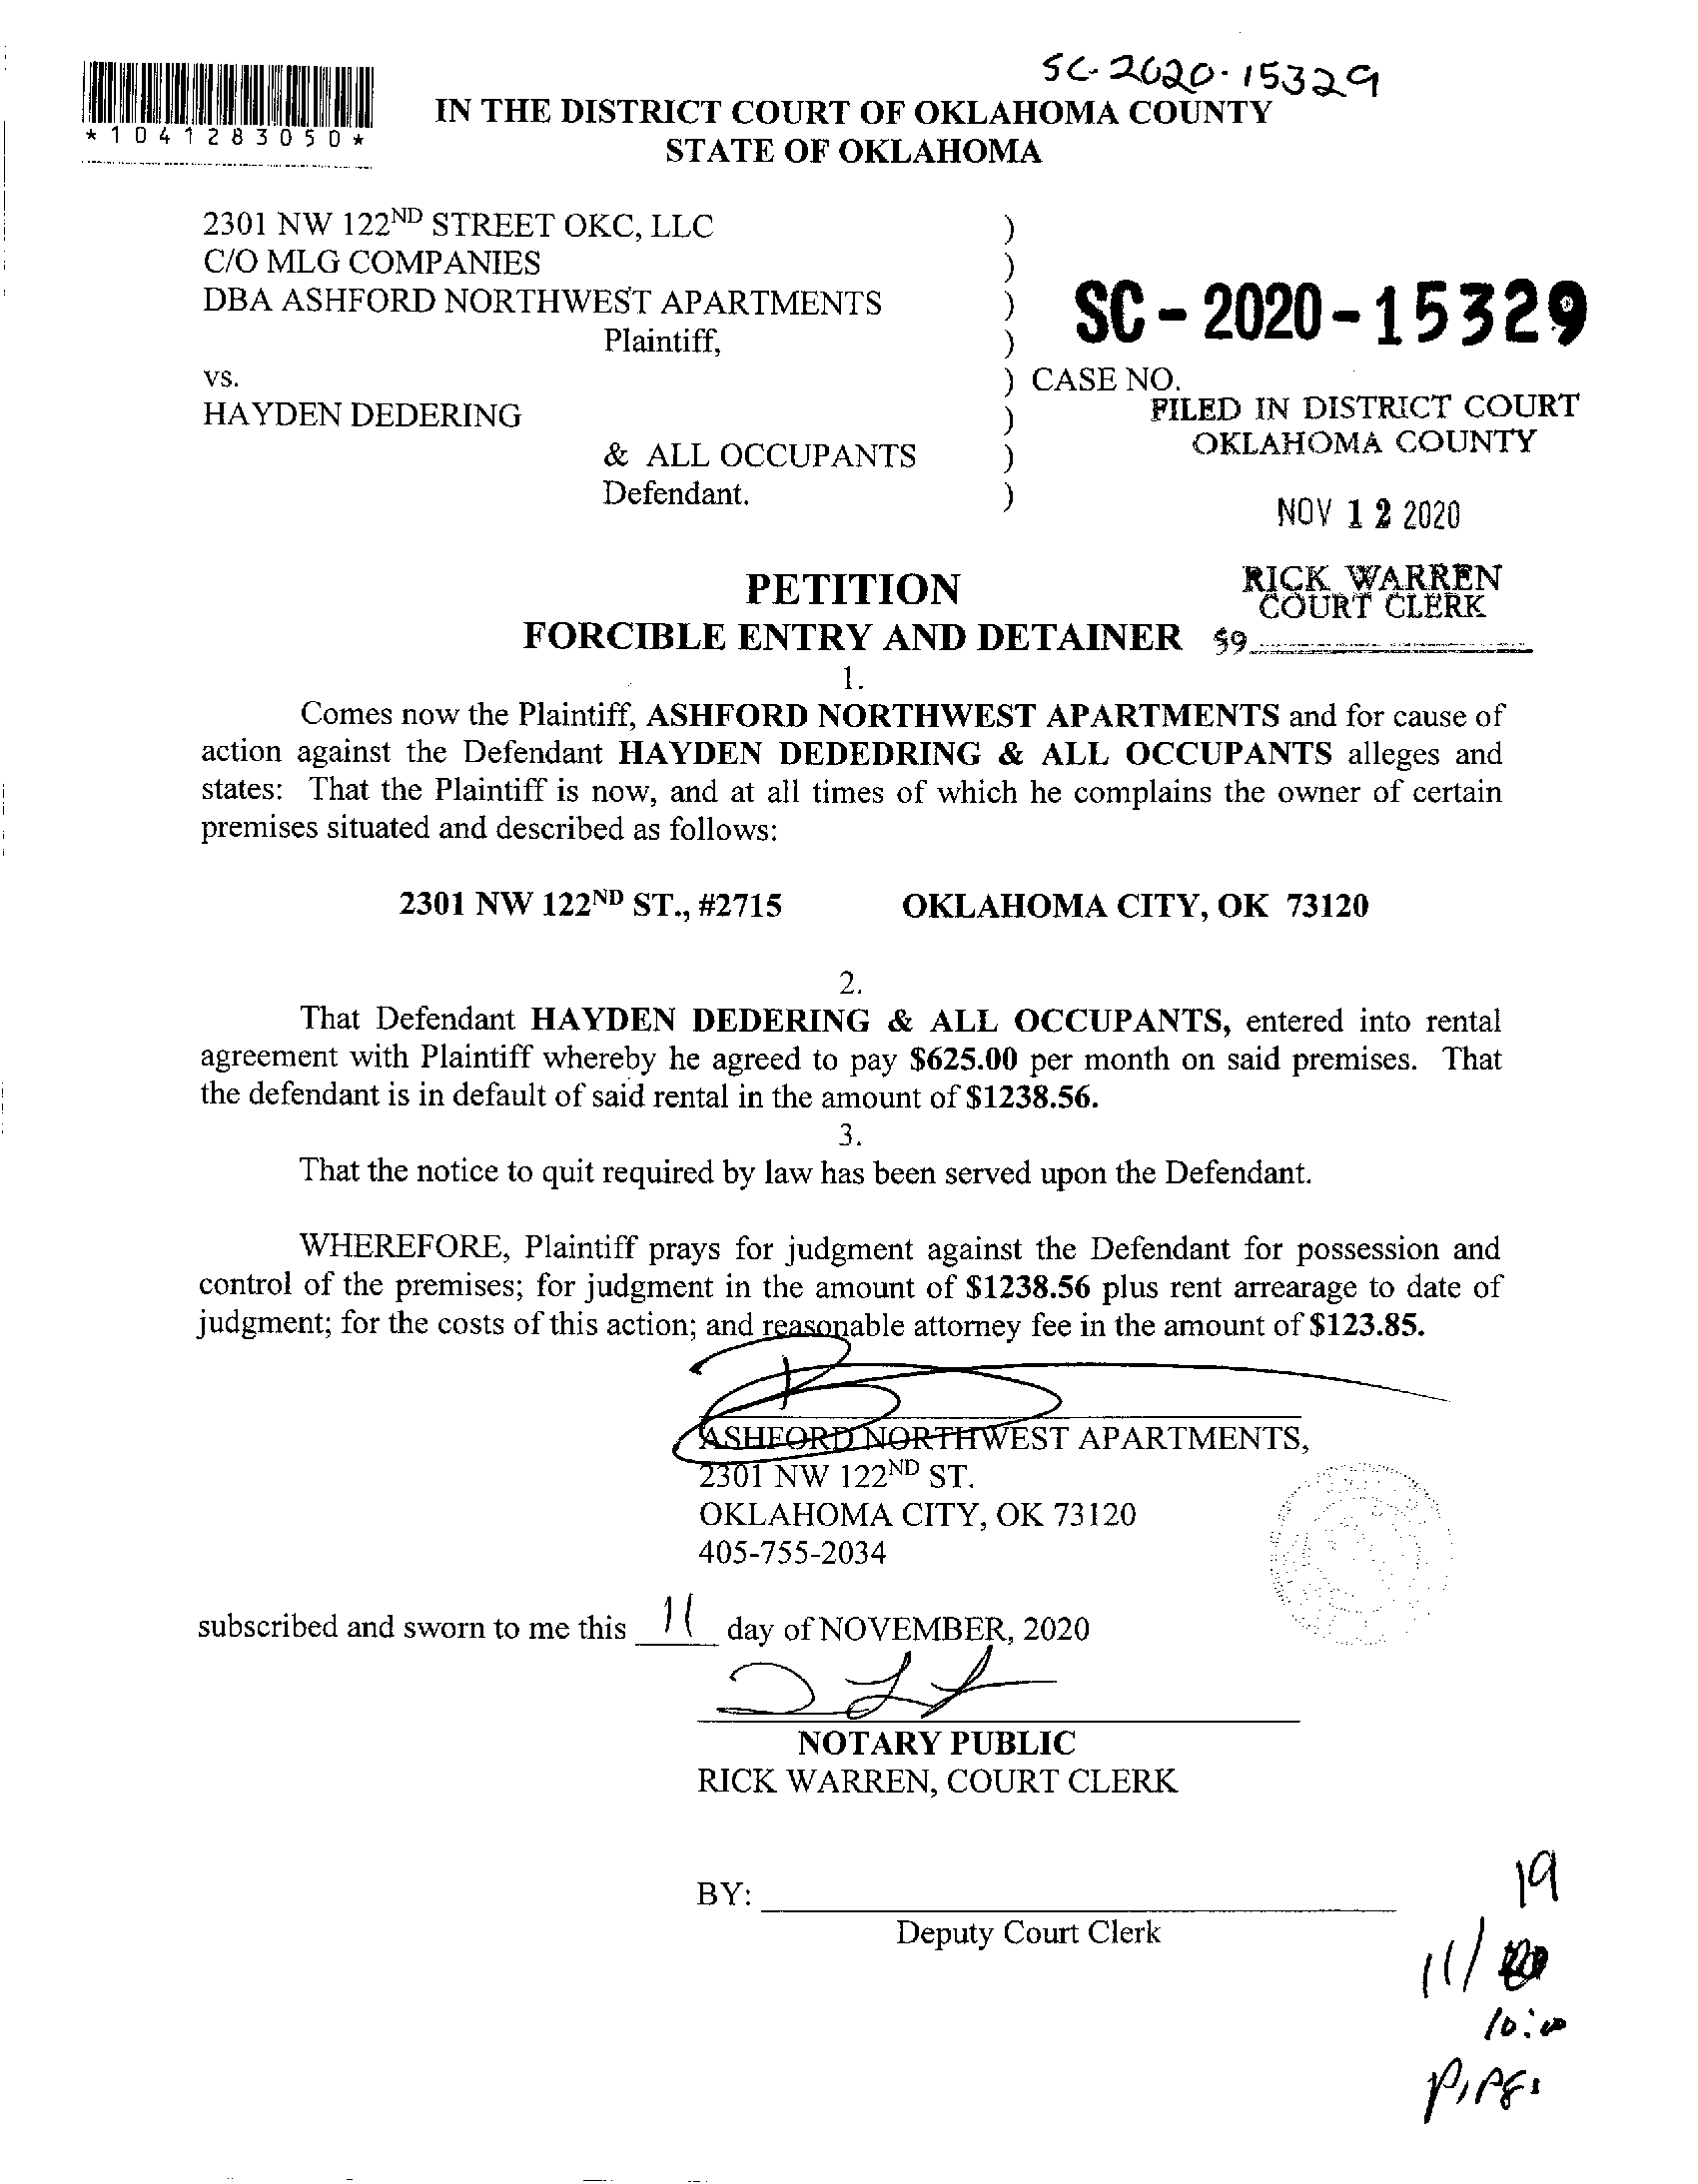 SC-2020-15329
*1041283050*
IN THE DISTRICT COURT OF OKLAHOMA COUNTY
STATE OF OKLAHOMA
2301 NW 122ND STREET OKC, LLC )
C/O MLG COMPANIES )
DBA ASHFORD NORTHWEST APARTMENTS )
SC-2020-15329
Plaintiff, )
vs. ) CASE NO.
HAYDEN DEDERING )
FILED IN DISTRICT COURT
OKLAHOMA COUNTY
& ALL OCCUPANTS )
Defendant. )
NOV 12 2020
PETITION
RICK WARREN
COURT CLERK
FORCIBLE ENTRY AND DETAINER
59
1.
Comes now the Plaintiff, ASHFORD NORTHWEST APARTMENTS and for cause of
action against the Defendant HAYDEN DEDEDRING & ALL OCCUPANTS alleges and
states: That the Plaintiff is now, and at all times of which he complains the owner of certain
premises situated and described as follows:
2301 NW 122ND ST., #2715 OKLAHOMA CITY, OK 73120
2.
That Defendant HAYDEN DEDERING & ALL OCCUPANTS, entered into rental
agreement with Plaintiff whereby he agreed to pay $625.00 per month on said premises. That
the defendant is in default of said rental in the amount of $1238.56.
3.
That the notice to quit required by law has been served upon the Defendant.
WHEREFORE, Plaintiff prays for judgment against the Defendant for possession and
control of the premises; for judgment in the amount of $1238.56 plus rent arrearage to date of
judgment; for the costs of this action; and reasonable attorney fee in the amount of $123.85.
ASHFORD NORTHWEST APARTMENTS,
2301 NW 122ND ST.
OKLAHOMA CITY, OK 73120
405-755-2034
subscribed and sworn to me this 11 day of NOVEMBER, 2020
NOTARY PUBLIC
RICK WARREN, COURT CLERK
BY:
Deputy Court Clerk
19
11/
10:00